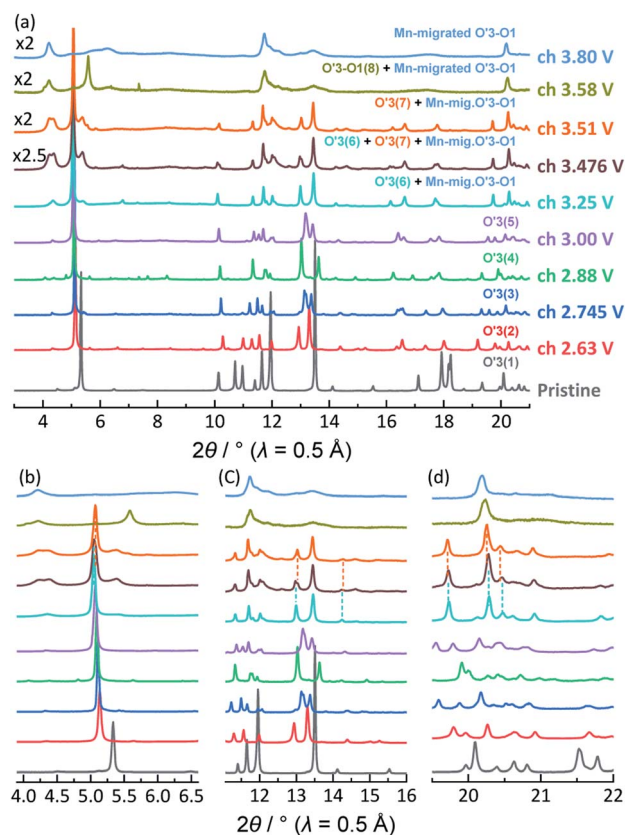 (a)
Mn-migrated O'3-O1
x2
ch 3.80 V
O'3-O1(8) + Mn-migrated O'3-O1
x2
ch 3.58 V
O'3(7) + Mn-mig.O'3-O1
x2
ch 3.51 V
O'3(6) + O'3(7) + Mn-mig.O'3-O1
x2.5
ch 3.476 V
O'3(6) + Mn-mig.O'3-O1
ch 3.25 V
O'3(5)
ch 3.00 V
O'3(4)
ch 2.88 V
O'3(3)
ch 2.745 V
O'3(2)
ch 2.63 V
O'3(1)
Pristine
4 6 8 10 12 14 16 18 20
2θ / ° (λ = 0.5 Å)
(b) (C) (d)
4.0 4.5 5.0 5.5 6.0 6.5 12 13 14 15 16 20 21 22
2θ / ° (λ = 0.5 Å)